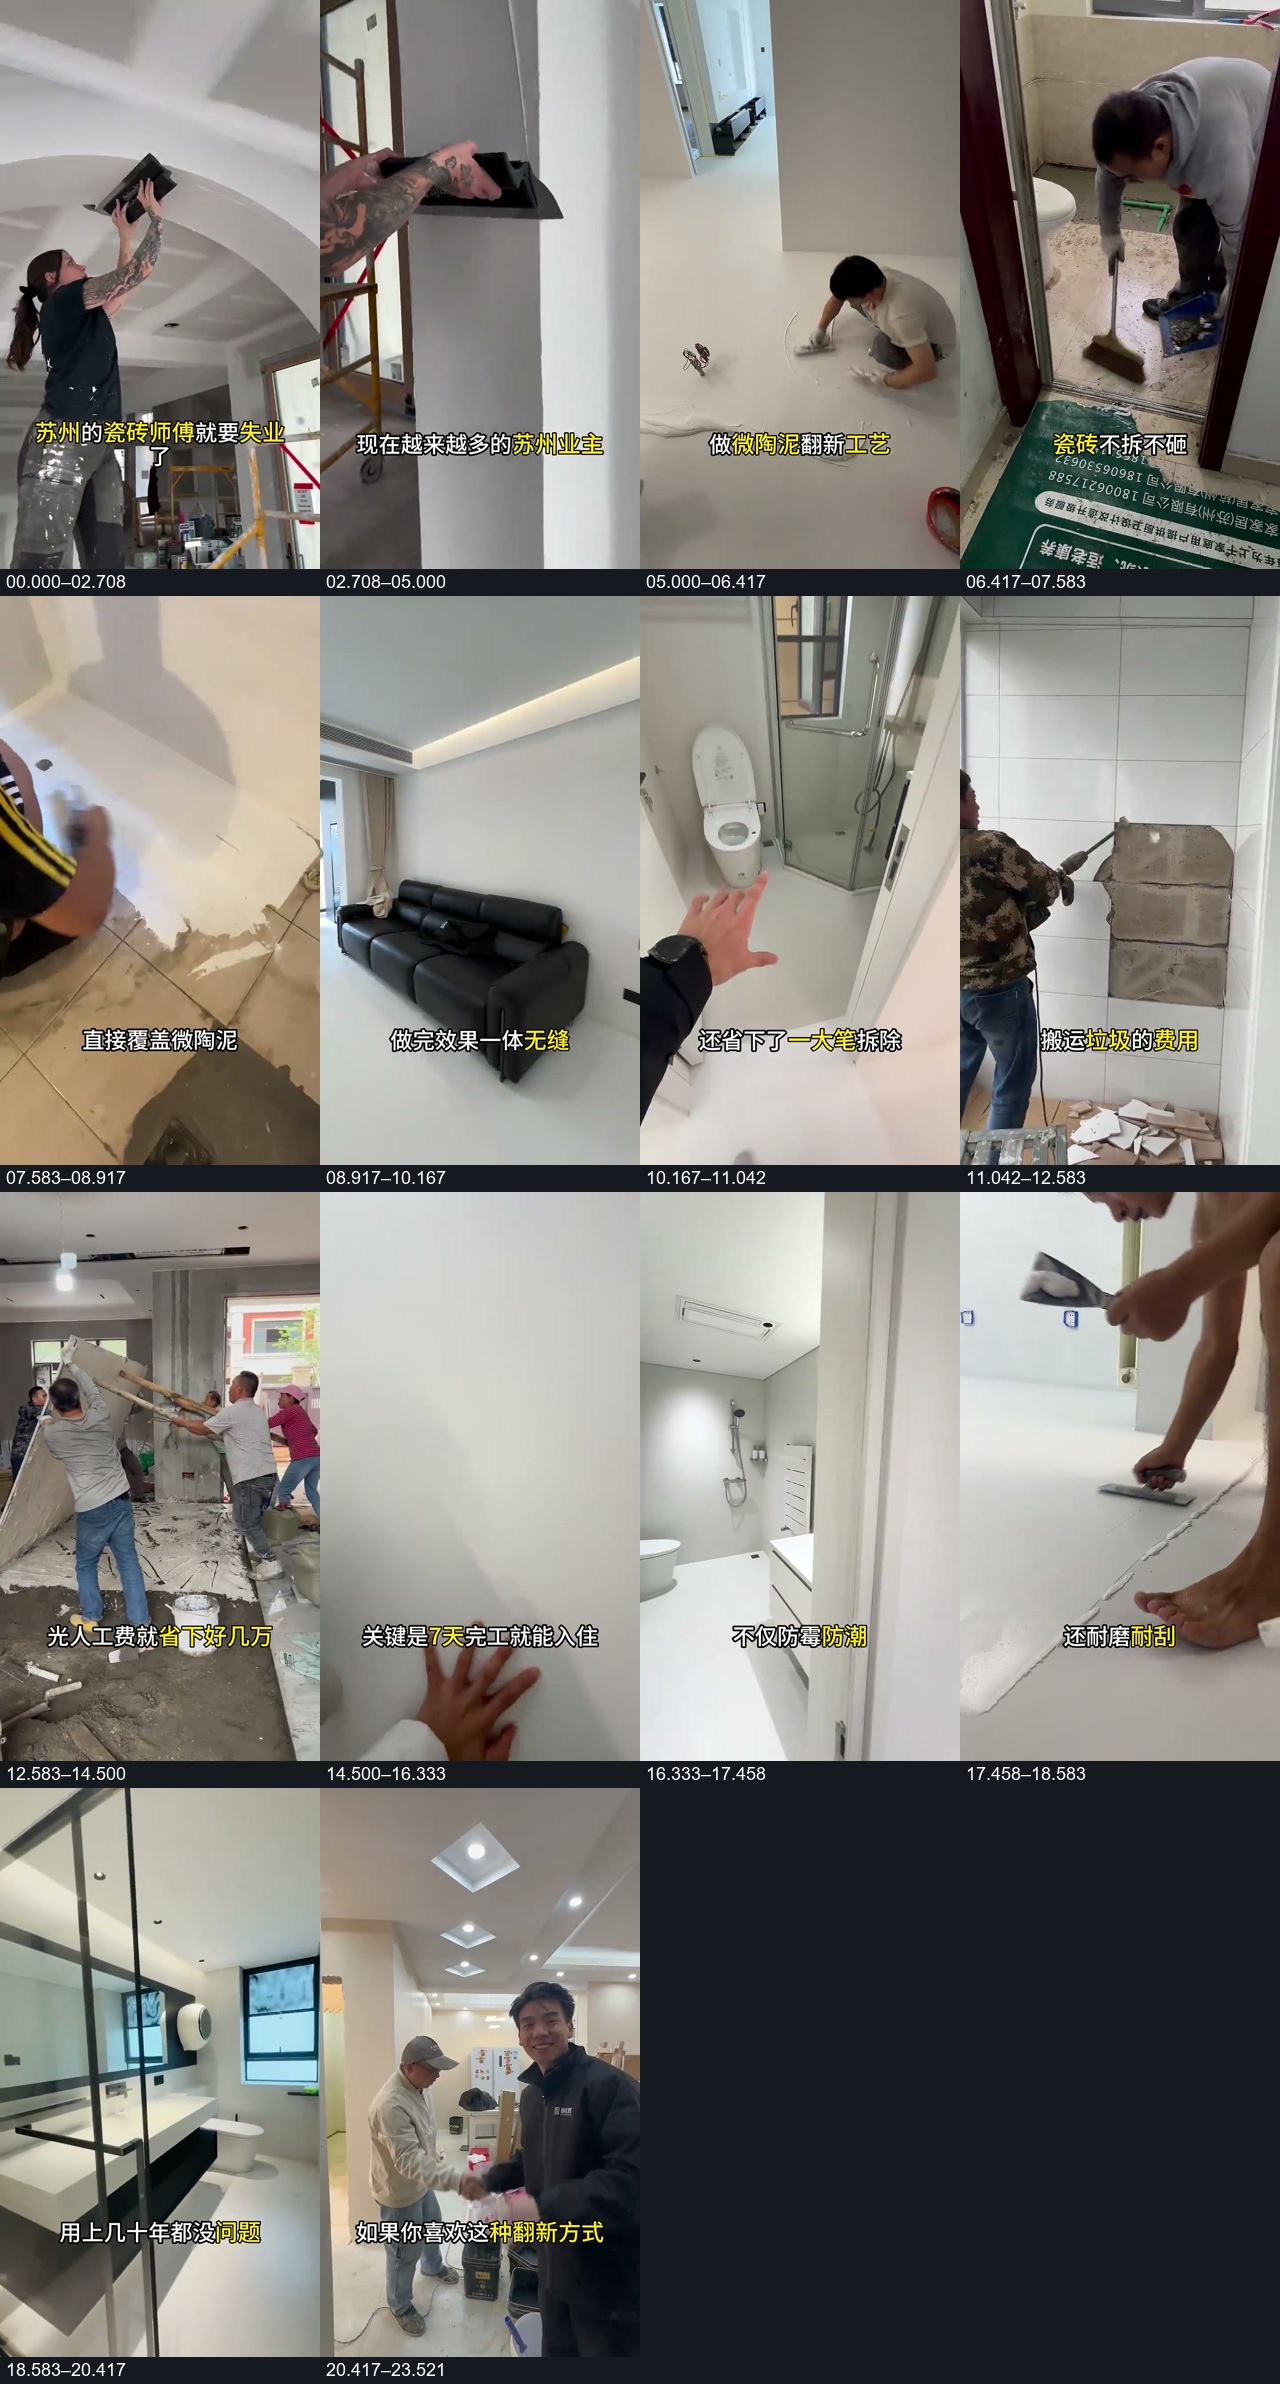 苏州的瓷砖师傅就要失业
了
现在越来越多的苏州业主
做微陶泥翻新工艺
瓷砖不拆不砸
00.000–02.708
02.708–05.000
05.000–06.417
06.417–07.583
直接覆盖微陶泥
做完效果一体无缝
还省下了一大笔拆除
搬运垃圾的费用
07.583–08.917
08.917–10.167
10.167–11.042
11.042–12.583
光人工费就省下好几万
关键是7天完工就能入住
不仅防霉防潮
还耐磨耐刮
12.583–14.500
14.500–16.333
16.333–17.458
17.458–18.583
用上几十年都没问题
如果你喜欢这种翻新方式
18.583–20.417
20.417–23.521